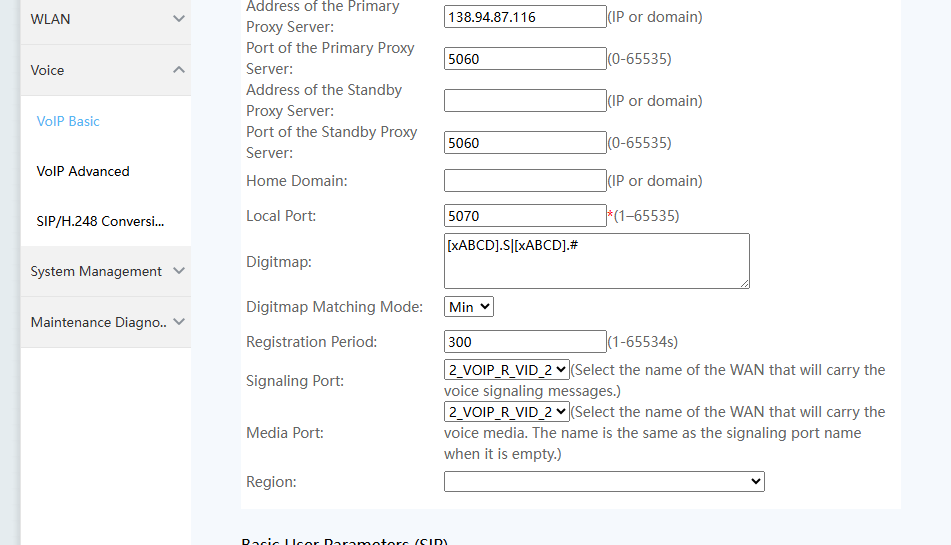 WLAN
Voice
VoIP Basic
VoIP Advanced
SIP/H.248 Conversi...
System Management
Maintenance Diagno..
Address of the Primary
Proxy Server:
138.94.87.116
(IP or domain)
Port of the Primary Proxy
Server:
5060
(0-65535)
Address of the Standby
Proxy Server:
(IP or domain)
Port of the Standby Proxy
Server:
5060
(0-65535)
Home Domain:
(IP or domain)
Local Port:
5070
*(1–65535)
Digitmap:
[xABCD].S|[xABCD].#
Digitmap Matching Mode:
Min
Registration Period:
300
(1-65534s)
Signaling Port:
2_VOIP_R_VID_2
(Select the name of the WAN that will carry the
voice signaling messages.)
Media Port:
2_VOIP_R_VID_2
(Select the name of the WAN that will carry the
voice media. The name is the same as the signaling port name
when it is empty.)
Region:
Basic User Parameters (SIP)